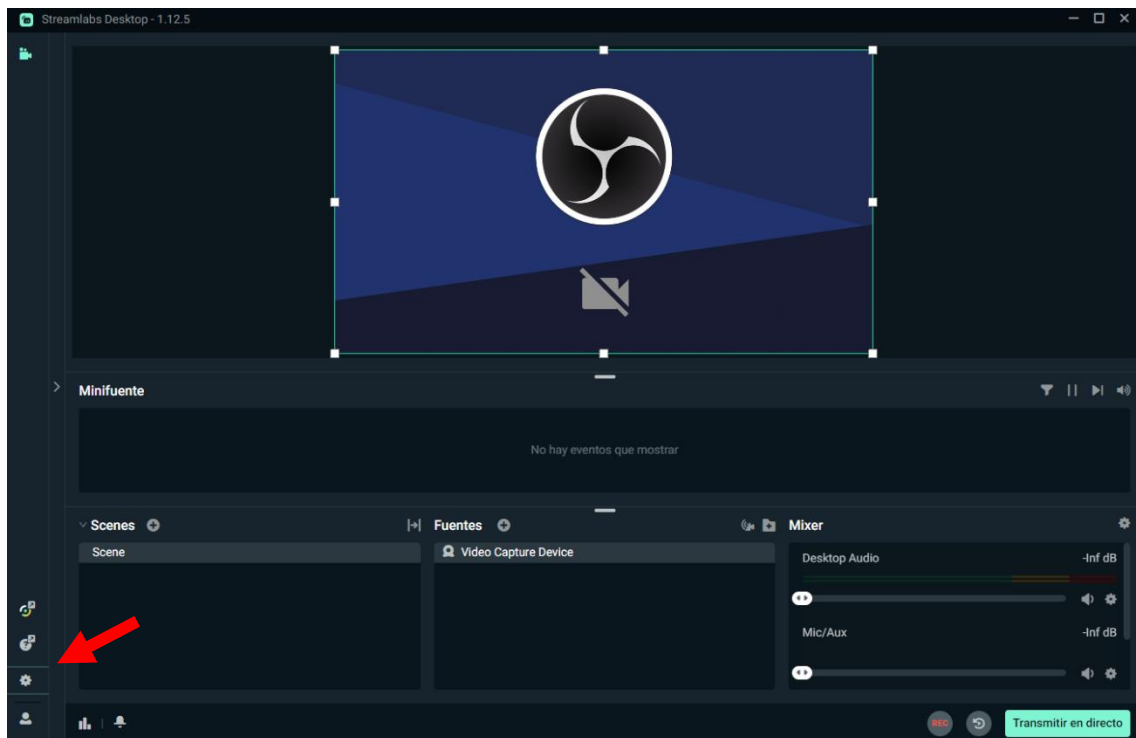 Streamlabs Desktop - 1.12.5
Minifuente
No hay eventos que mostrar
Scenes
Fuentes
Mixer
Scene
Video Capture Device
Desktop Audio
-Inf dB
Mic/Aux
-Inf dB
REC
Transmitir en directo